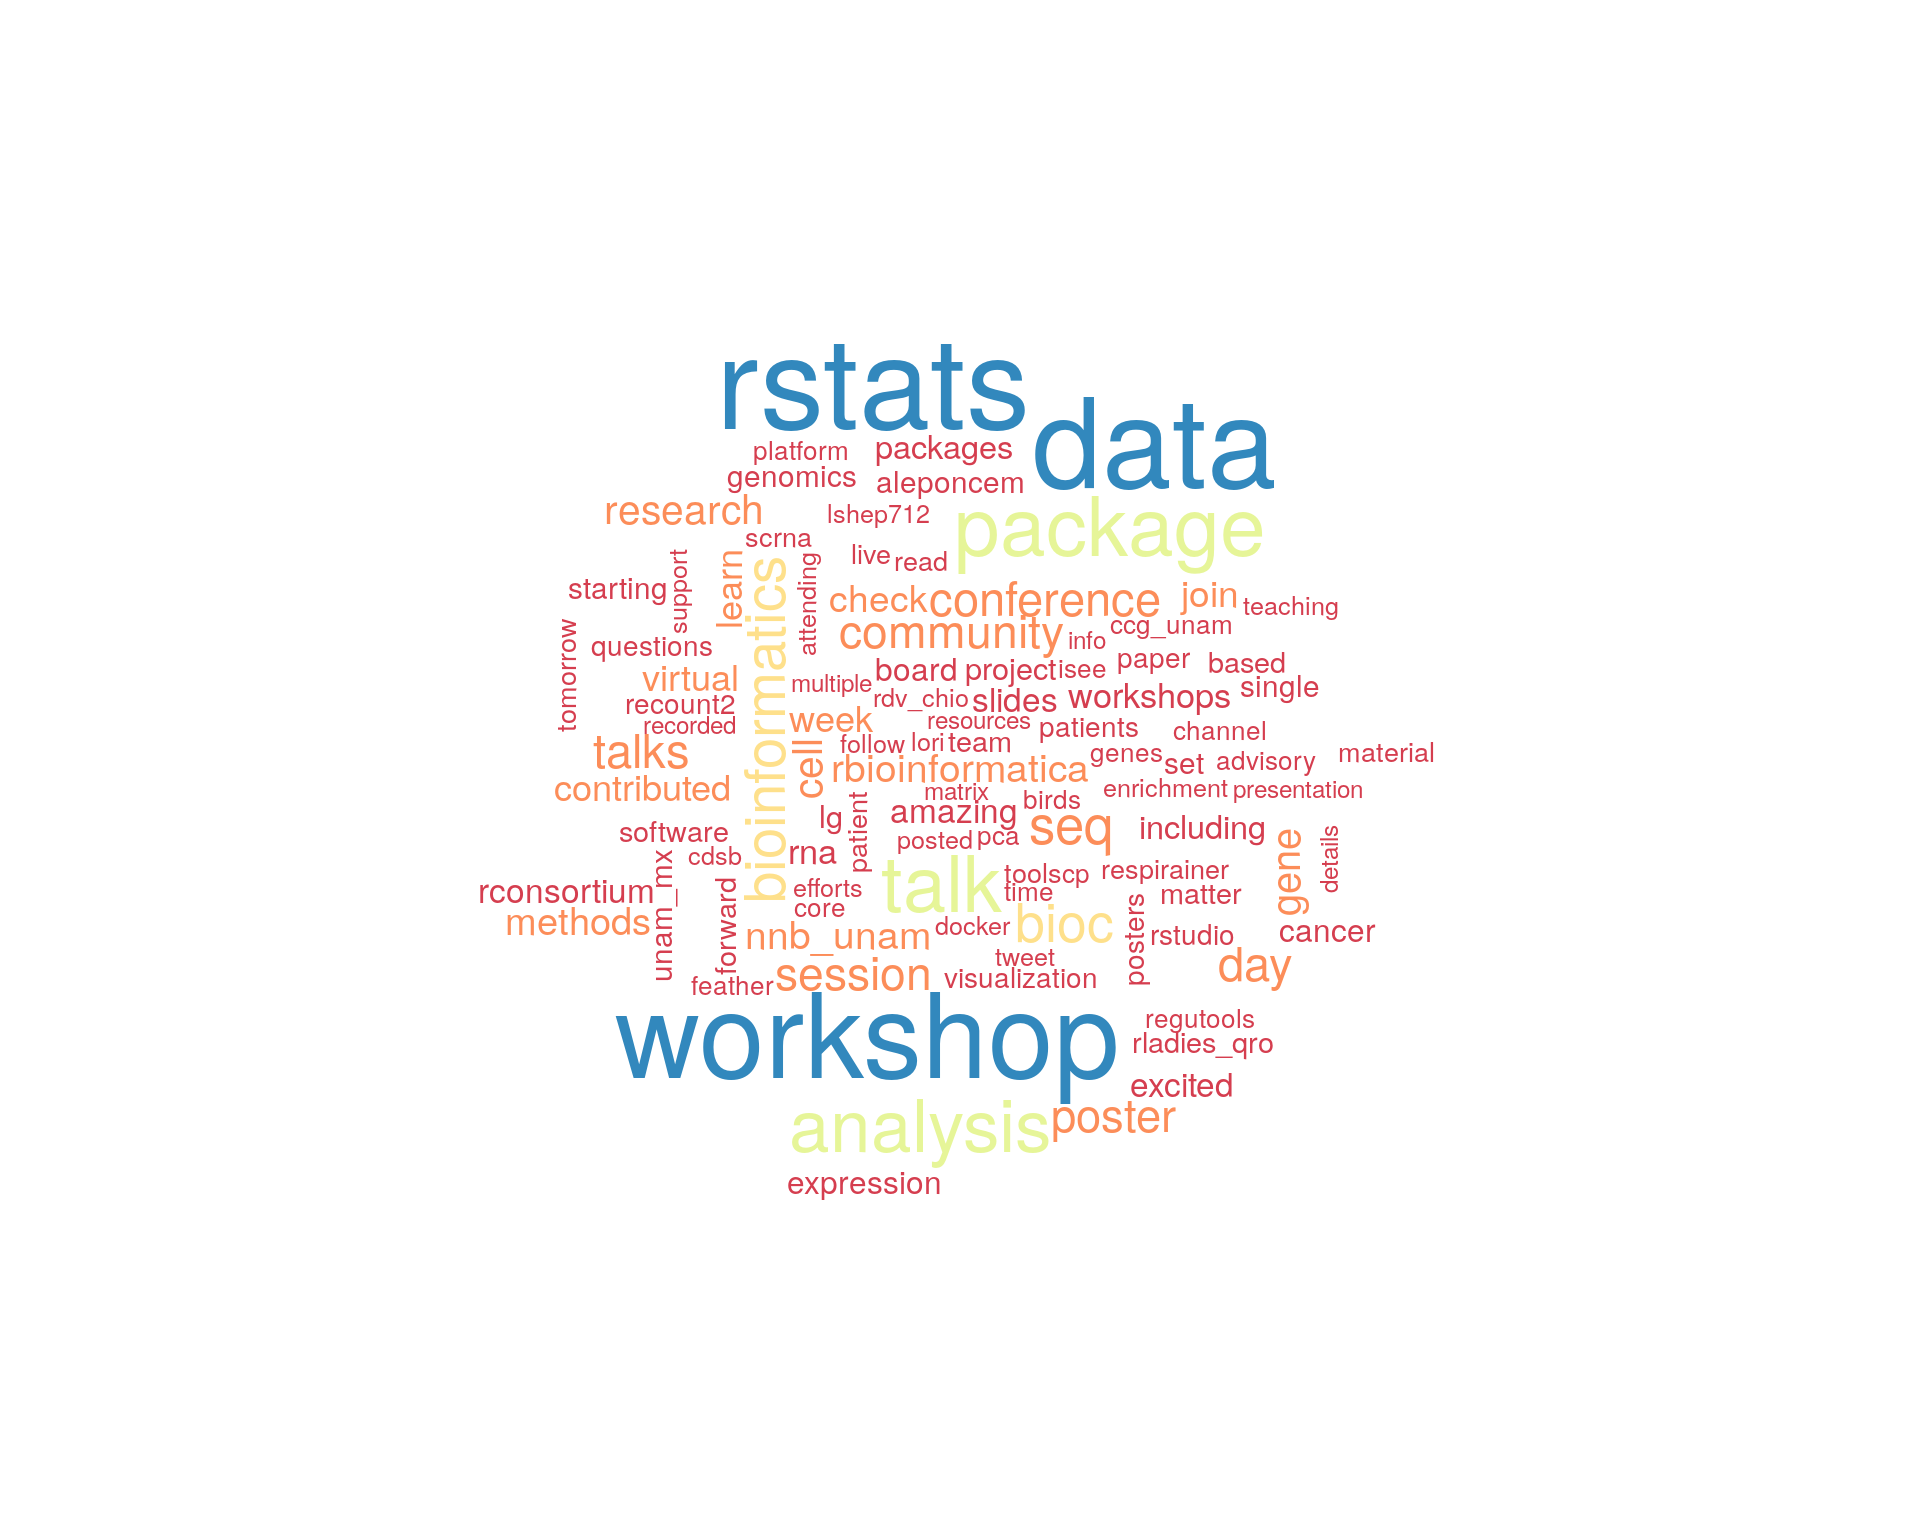 rstats
data
platform
packages
genomics
aleponcem
research
lshep712
package
scrna
live
read
support
learn
bioinformatics
attending
starting
check
conference
join
teaching
community
info
ccg_unam
tomorrow
questions
board
project
isee
paper
based
virtual
multiple
rdv_chio
slides
workshops
single
recount2
recorded
week
resources
patients
channel
talks
cell
follow
lori
team
genes
set
advisory
material
contributed
rbioinformatica
matrix
birds
enrichment
presentation
software
lg
patient
amazing
posted
pca
seq
including
gene
details
cdsb
rna
talk
toolscp
time
respirainer
matter
rconsortium
unam_mx
efforts
core
methods
forward
nnb_unam
docker
bioc
posters
rstudio
cancer
feather
session
tweet
visualization
day
workshop
regutools
rladies_qro
excited
analysis
poster
expression